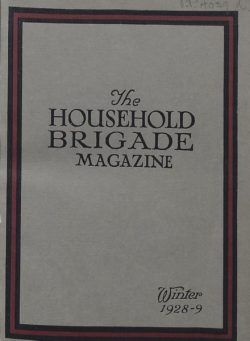 The
HOUSEHOLD
BRIGADE
MAGAZINE
Winter
1928-9